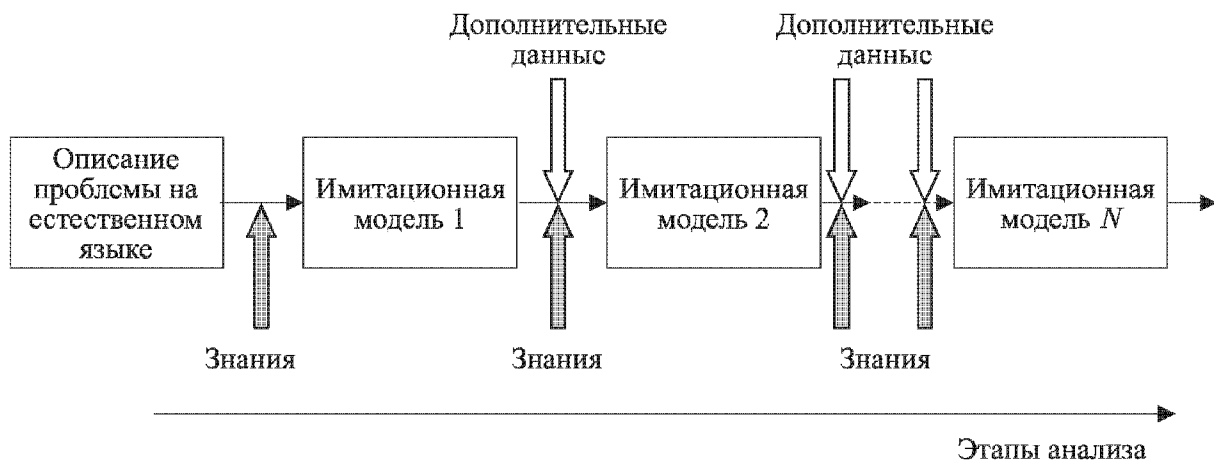 Дополнительные
данные
Дополнительные
данные
Описание
проблемы на
естественном
языке
Имитационная
модель 1
Имитационная
модель 2
Имитационная
модель N
Знания
Знания
Знания
Этапы анализа